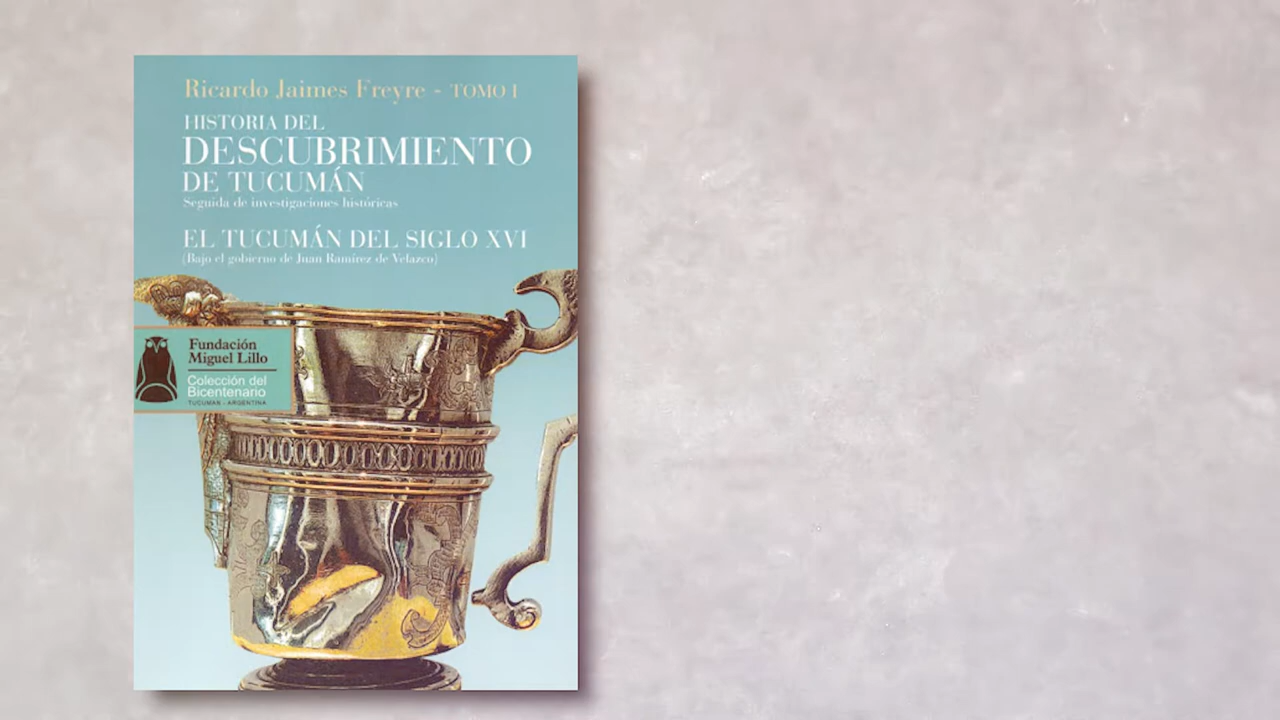 Ricardo Jaimes Freyre - TOMO I
HISTORIA DEL
DESCUBRIMIENTO
DE TUCUMÁN
Seguida de investigaciones históricas
EL TUCUMÁN DEL SIGLO XVI
(Bajo el gobierno de Juan Ramírez de Velazco)
Fundación
Miguel Lillo
Colección del
Bicentenario
TUCUMÁN - ARGENTINA